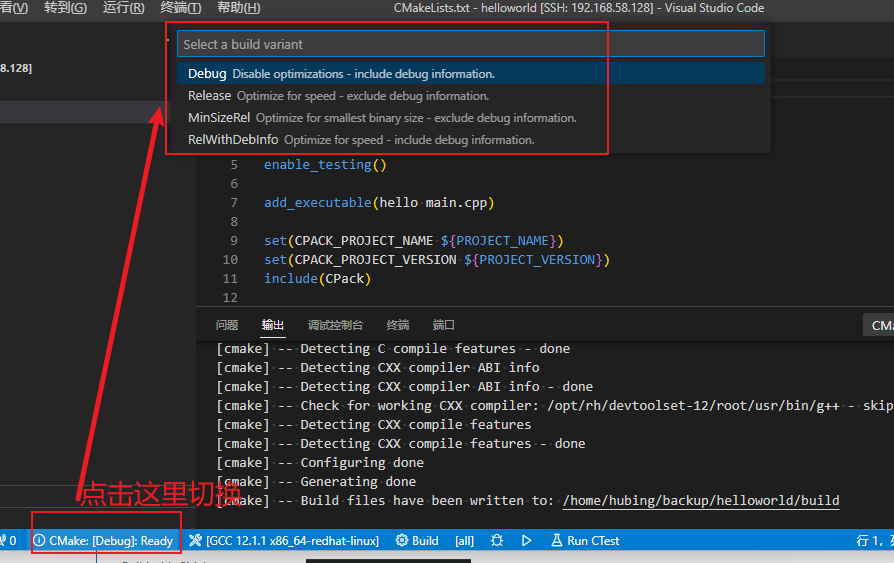 看(V) 转到(G) 运行(R) 终端(T) 帮助(H) CMakeLists.txt - helloworld [SSH: 192.168.58.128] - Visual Studio Code
8.128]
Select a build variant
Debug Disable optimizations - include debug information.
Release Optimize for speed - exclude debug information.
MinSizeRel Optimize for smallest binary size - exclude debug information.
RelWithDebInfo Optimize for speed - include debug information.
5 enable_testing()
6
7 add_executable(hello main.cpp)
8
9 set(CPACK_PROJECT_NAME ${PROJECT_NAME})
10 set(CPACK_PROJECT_VERSION ${PROJECT_VERSION})
11 include(CPack)
12
问题 输出 调试控制台 终端 端口 CMa
[cmake] -- Detecting C compile features - done
[cmake] -- Detecting CXX compiler ABI info
[cmake] -- Detecting CXX compiler ABI info - done
[cmake] -- Check for working CXX compiler: /opt/rh/devtoolset-12/root/usr/bin/g++ - skip
[cmake] -- Detecting CXX compile features
[cmake] -- Detecting CXX compile features - done
[cmake] -- Configuring done
[cmake] -- Generating done
[cmake] -- Build files have been written to: /home/hubing/backup/helloworld/build
点击这里切换
0 CMake: [Debug]: Ready [GCC 12.1.1 x86_64-redhat-linux] Build [all] Run CTest 行 1,